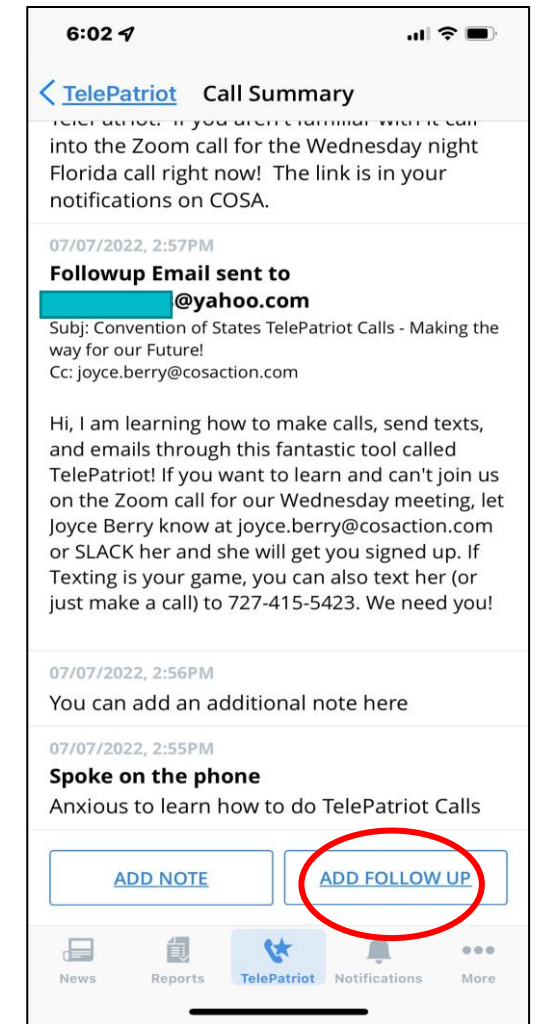 6:02
TelePatriot Call Summary
TelePatriot. If you aren't familiar with it call
into the Zoom call for the Wednesday night
Florida call right now! The link is in your
notifications on COSA.
07/07/2022, 2:57PM
Followup Email sent to
@yahoo.com
Subj: Convention of States TelePatriot Calls - Making the
way for our Future!
Cc: joyce.berry@cosaction.com
Hi, I am learning how to make calls, send texts,
and emails through this fantastic tool called
TelePatriot! If you want to learn and can't join us
on the Zoom call for our Wednesday meeting, let
Joyce Berry know at joyce.berry@cosaction.com
or SLACK her and she will get you signed up. If
Texting is your game, you can also text her (or
just make a call) to 727-415-5423. We need you!
07/07/2022, 2:56PM
You can add an additional note here
07/07/2022, 2:55PM
Spoke on the phone
Anxious to learn how to do TelePatriot Calls
ADD NOTE ADD FOLLOW UP
News Reports TelePatriot Notifications More